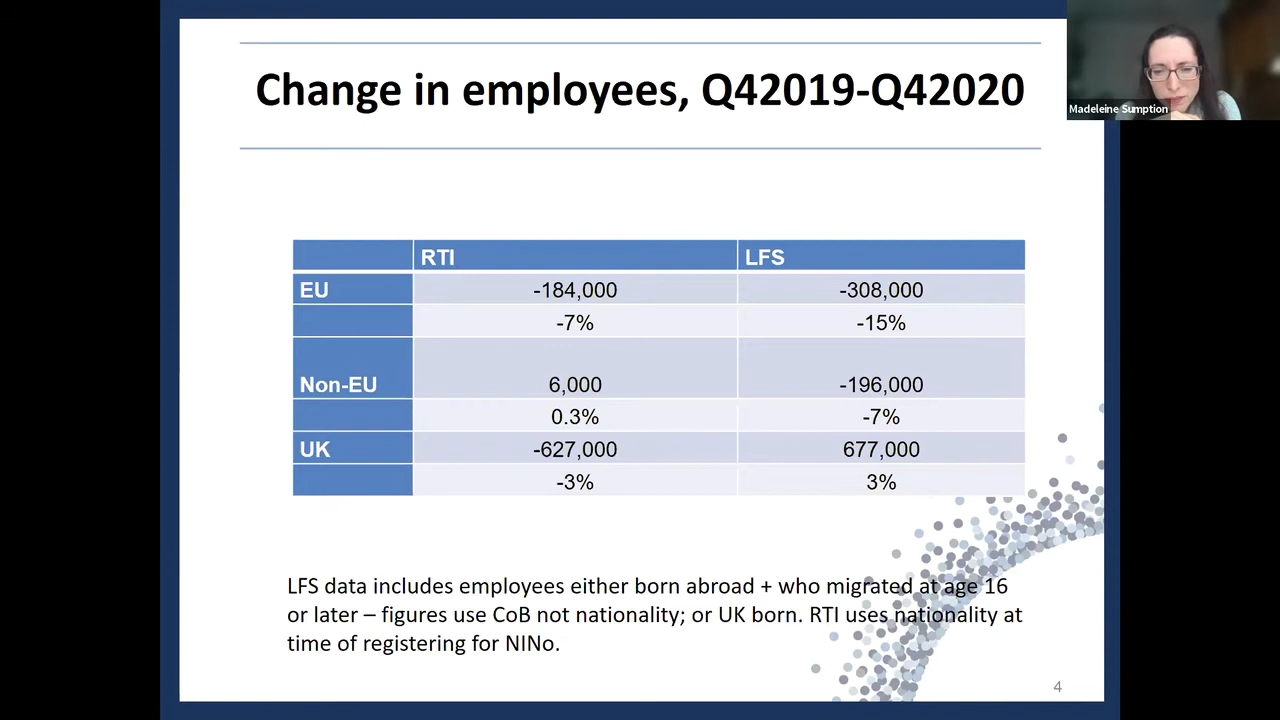 Change in employees, Q42019-Q42020
Madeleine Sumption
RTI LFS
EU -184,000 -308,000
-7% -15%
Non-EU 6,000 -196,000
0.3% -7%
UK -627,000 677,000
-3% 3%
LFS data includes employees either born abroad + who migrated at age 16
or later – figures use CoB not nationality; or UK born. RTI uses nationality at
time of registering for NINo.
4